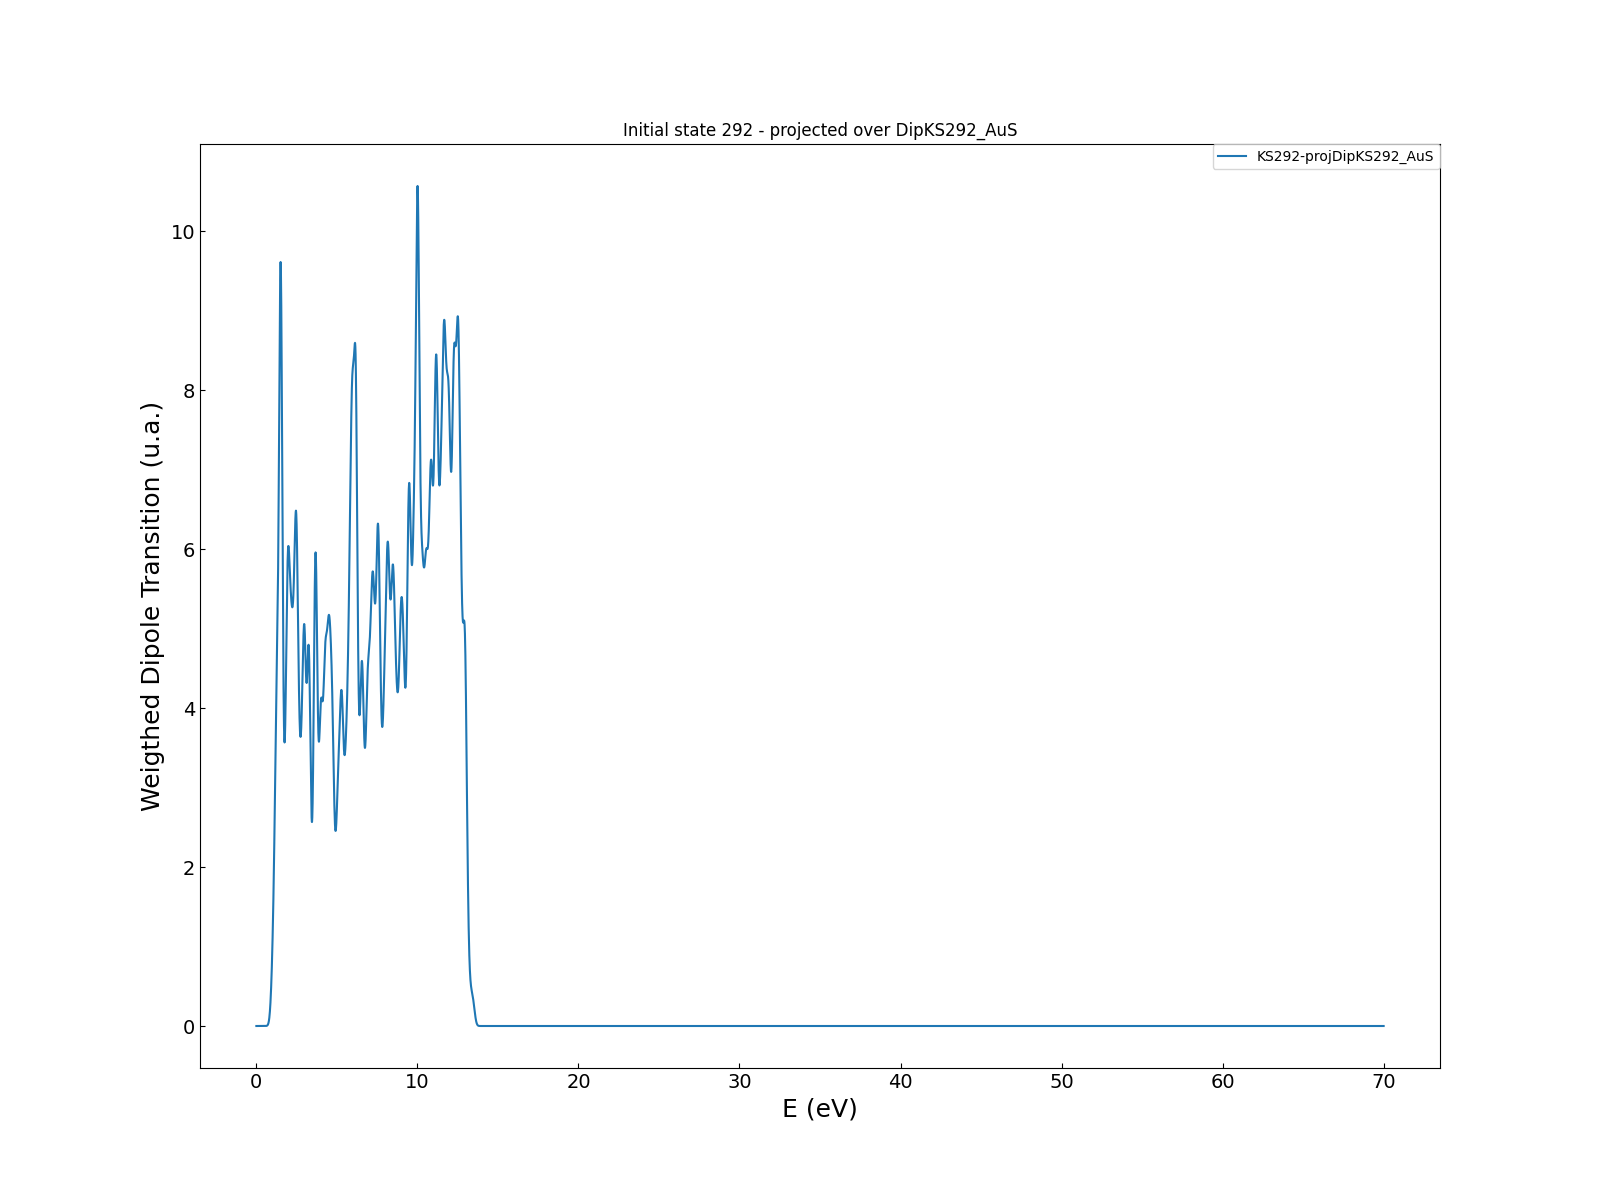 Initial state 292 - projected over DipKS292_AuS
KS292-projDipKS292_AuS
10
8
6
4
2
0
Weigthed Dipole Transition (u.a.)
0 10 20 30 40 50 60 70
E (eV)